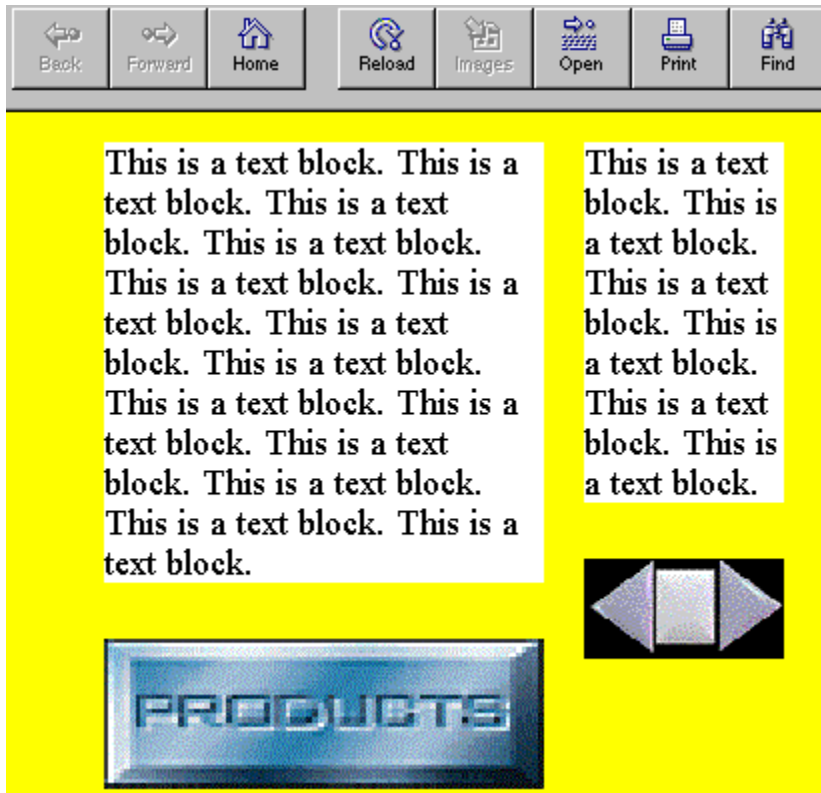 Back Forward Home Reload Images Open Print Find
This is a text block. This is a
text block. This is a text
block. This is a text block.
This is a text block. This is a
text block. This is a text
block. This is a text block.
This is a text block. This is a
text block. This is a text
block. This is a text block.
This is a text block. This is a
text block.
This is a text
block. This is
a text block.
This is a text
block. This is
a text block.
This is a text
block. This is
a text block.
PRODUCTS